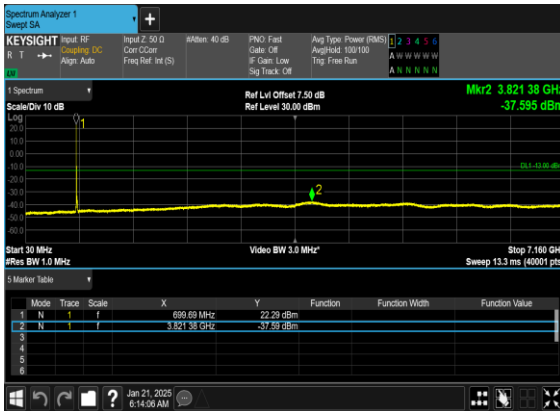 Spectrum Analyzer 1
Swept SA
KEYSIGHT
R T
Input: RF
Coupling: DC
Align: Auto
Input Z: 50 Ω
Corr CCorr
Freq Ref: Int (S)
#Atten: 40 dB
PNO: Fast
Gate: Off
IF Gain: Low
Sig Track: Off
Avg Type: Power (RMS)
Avg|Hold: 100/100
Trig: Free Run
1 2 3 4 5 6
A W W W W W
A N N N N N
1 Spectrum
Scale/Div 10 dB
Ref Lvl Offset 7.50 dB
Ref Level 30.00 dBm
Mkr2 3.821 38 GHz
-37.595 dBm
Log
20.0
10.0
0.00
-10.0
-20.0
-30.0
-40.0
-50.0
-60.0
1
2
DL1 -13.00 dBm
Start 30 MHz
#Res BW 1.0 MHz
Video BW 3.0 MHz*
Stop 7.160 GHz
Sweep 13.3 ms (40001 pts)
5 Marker Table
Mode Trace Scale X Y Function Function Width Function Value
1 N 1 f 699.69 MHz 22.29 dBm
2 N 1 f 3.821 38 GHz -37.59 dBm
3
4
5
6
?
Jan 21, 2025
6:14:06 AM